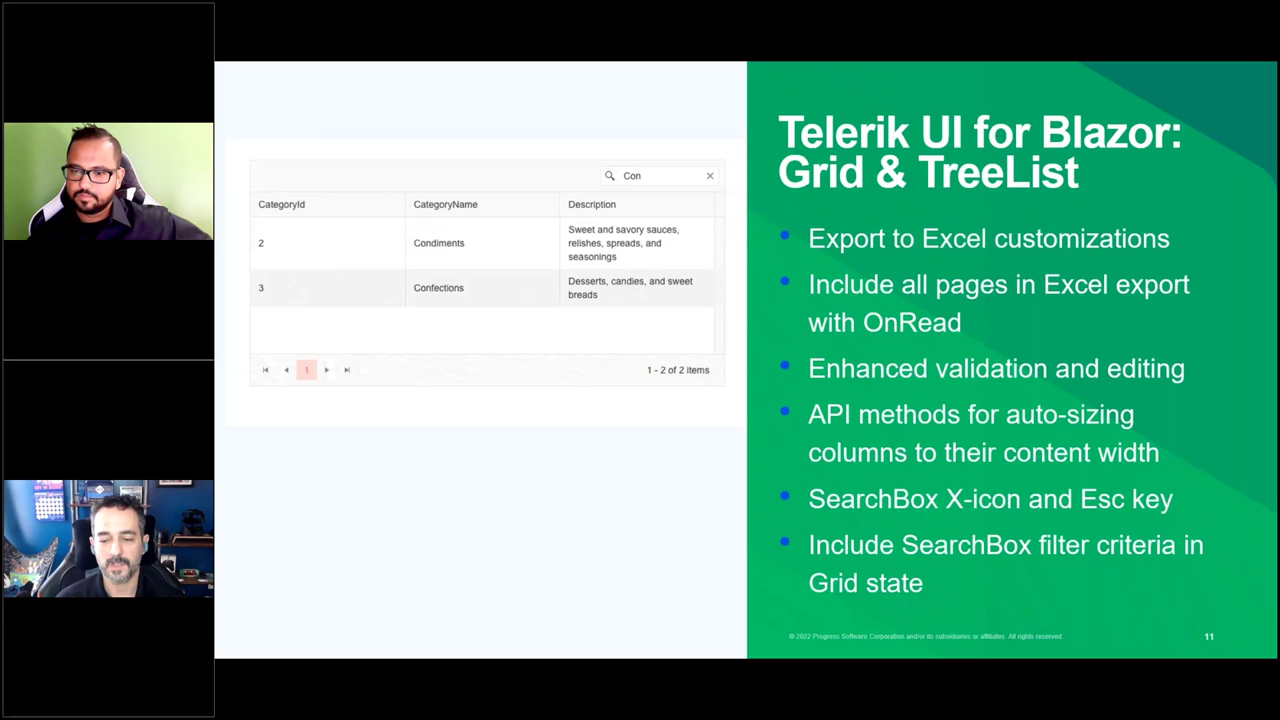 Con
CategoryId CategoryName Description
2 Condiments Sweet and savory sauces,
relishes, spreads, and
seasonings
3 Confections Desserts, candies, and sweet
breads
1
1 - 2 of 2 items
Telerik UI for Blazor:
Grid & TreeList
• Export to Excel customizations
• Include all pages in Excel export
with OnRead
• Enhanced validation and editing
• API methods for auto-sizing
columns to their content width
• SearchBox X-icon and Esc key
• Include SearchBox filter criteria in
Grid state
© 2022 Progress Software Corporation and/or its subsidiaries or affiliates. All rights reserved.
11